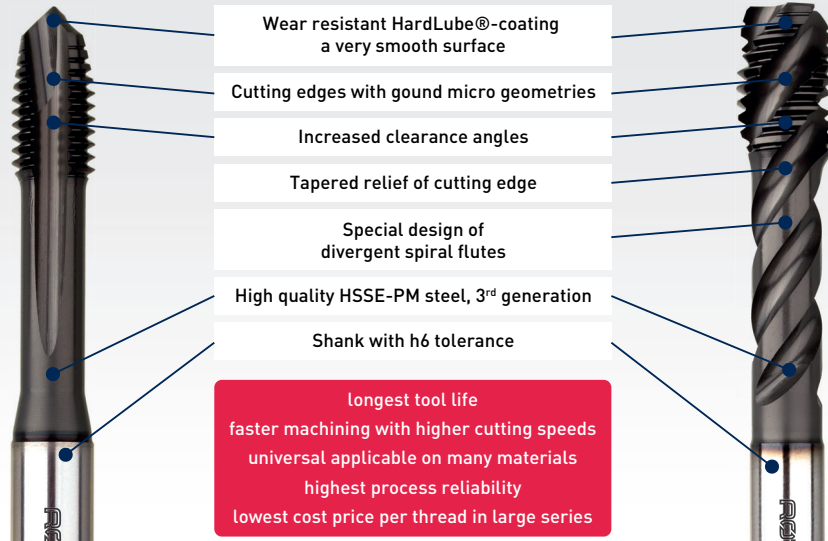 Wear resistant HardLube®-coating
a very smooth surface
Cutting edges with gound micro geometries
Increased clearance angles
Tapered relief of cutting edge
Special design of
divergent spiral flutes
High quality HSSE-PM steel, 3rd generation
Shank with h6 tolerance
longest tool life
faster machining with higher cutting speeds
universal applicable on many materials
highest process reliability
lowest cost price per thread in large series